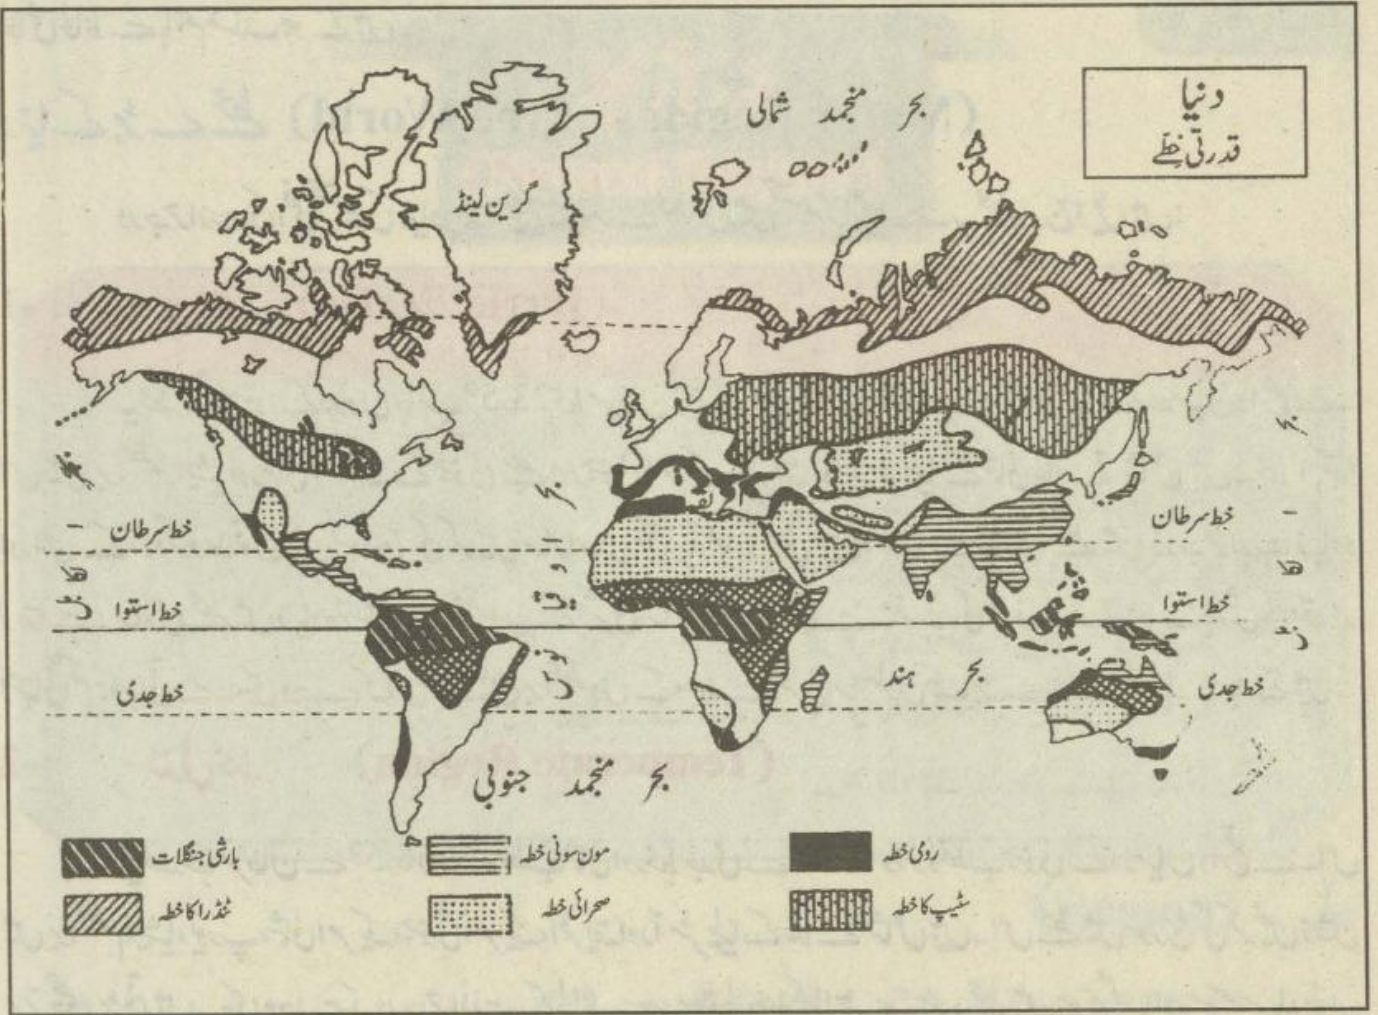 دنیا
قدرتی خطے
بحر منجمد شمالی
گرین لینڈ
خط سرطان
خط سرطان
خط استوا
خط استوا
خط جدی
خط جدی
بحر اوقیانوس
بحر ہند
بحر منجمد جنوبی
بارشی جنگلات
مون سونی خطہ
رومی خطہ
ٹنڈرا کا خطہ
صحرائی خطہ
سٹیپ کا خطہ